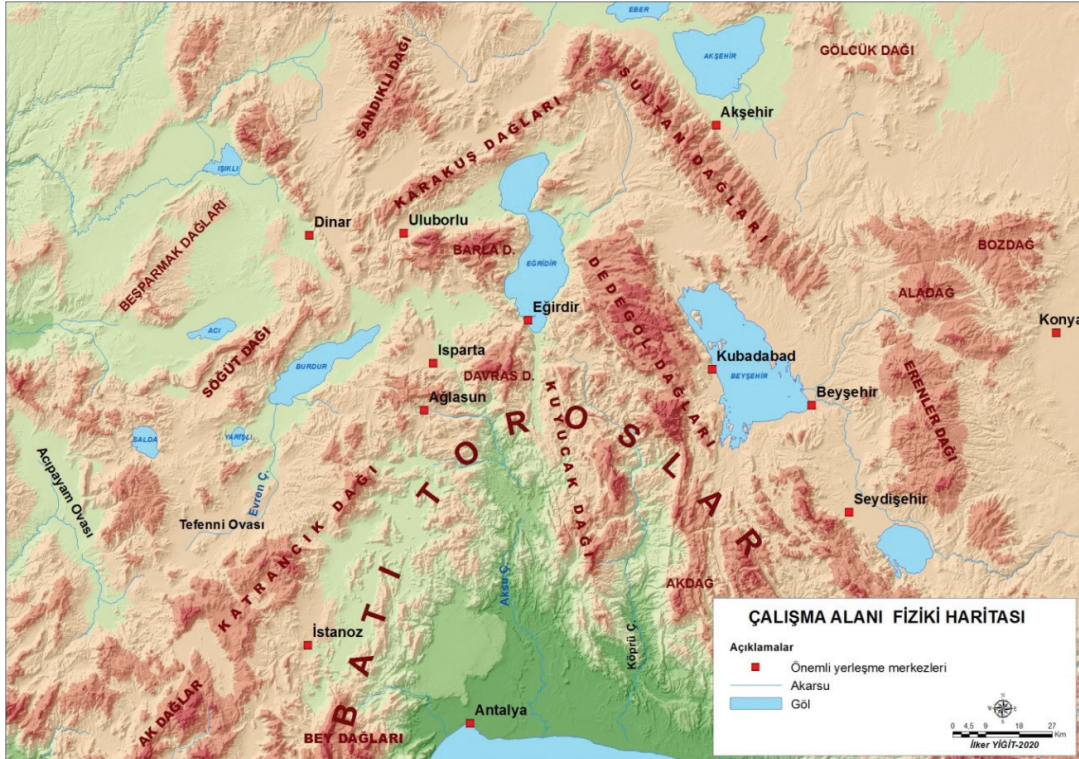 EBER
AKŞEHİR
GÖLCÜK DAĞI
SANDIKLI DAĞI
SULTAN DAĞLARI
Akşehir
KARAKUŞ DAĞLARI
IŞIKLI
Dinar
Uluborlu
BEŞPARMAK DAĞLARI
BARLA D.
EĞRİDİR
DEDEGÖL DAĞLARI
BOZDAĞ
ALADAĞ
Eğirdir
Konya
ACI
SÖĞÜT DAĞI
BURDUR
Isparta
DAVRAS D.
Kubadabad
BEYŞEHİR
Beyşehir
ERENLER DAĞI
Ağlasun
KUYUCAK DAĞI
BATI TOROSLAR
SALDA
YARIŞLI
Acıpayam Ovası
Evren Ç.
Tefenni Ovası
KATRANCIK DAĞI
Seydişehir
Aksu Ç.
AKDAĞ
Köprü Ç.
İstanoz
AK DAĞLAR
BEY DAĞLARI
Antalya
ÇALIŞMA ALANI FİZİKİ HARİTASI
Açıklamalar
Önemli yerleşme merkezleri
Akarsu
Göl
N
W E
S
0 4,5 9 18 27
Km
İlker YİĞİT-2020